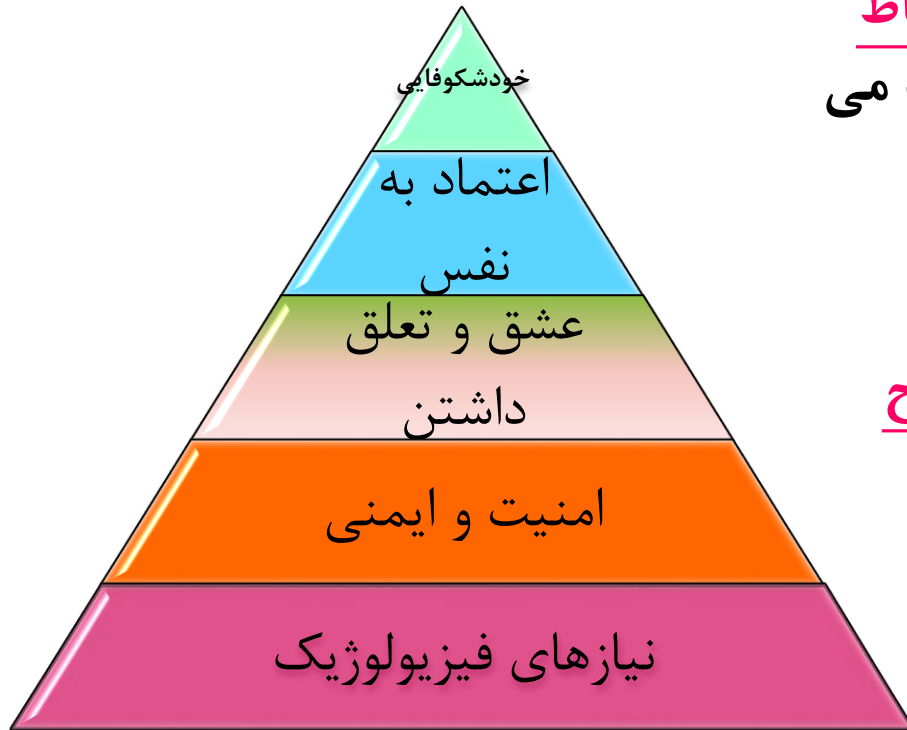 خودشکوفایی
می
اعتماد به
نفس
عشق و تعلق
داشتن
امنیت و ایمنی
نیازهای فیزیولوژیک